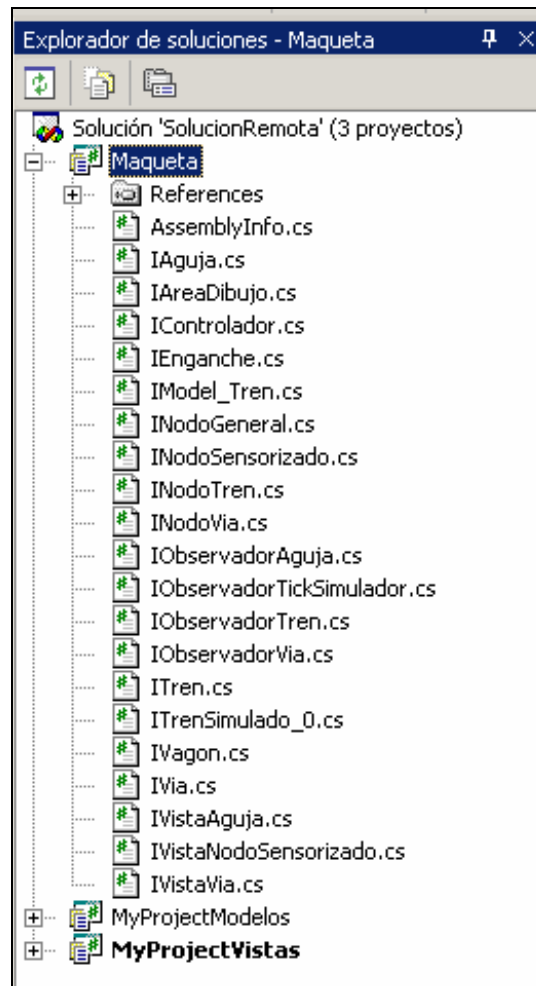 Explorador de soluciones - Maqueta
Solución 'SolucionRemota' (3 proyectos)
Maqueta
References
AssemblyInfo.cs
IAguja.cs
IAreaDibujo.cs
IControlador.cs
IEnganche.cs
IModel_Tren.cs
INodoGeneral.cs
INodoSensorizado.cs
INodoTren.cs
INodoVia.cs
IObservadorAguja.cs
IObservadorTickSimulador.cs
IObservadorTren.cs
IObservadorVia.cs
ITren.cs
ITrenSimulado_0.cs
IVagon.cs
IVia.cs
IVistaAguja.cs
IVistaNodoSensorizado.cs
IVistaVia.cs
MyProjectModelos
MyProjectVistas